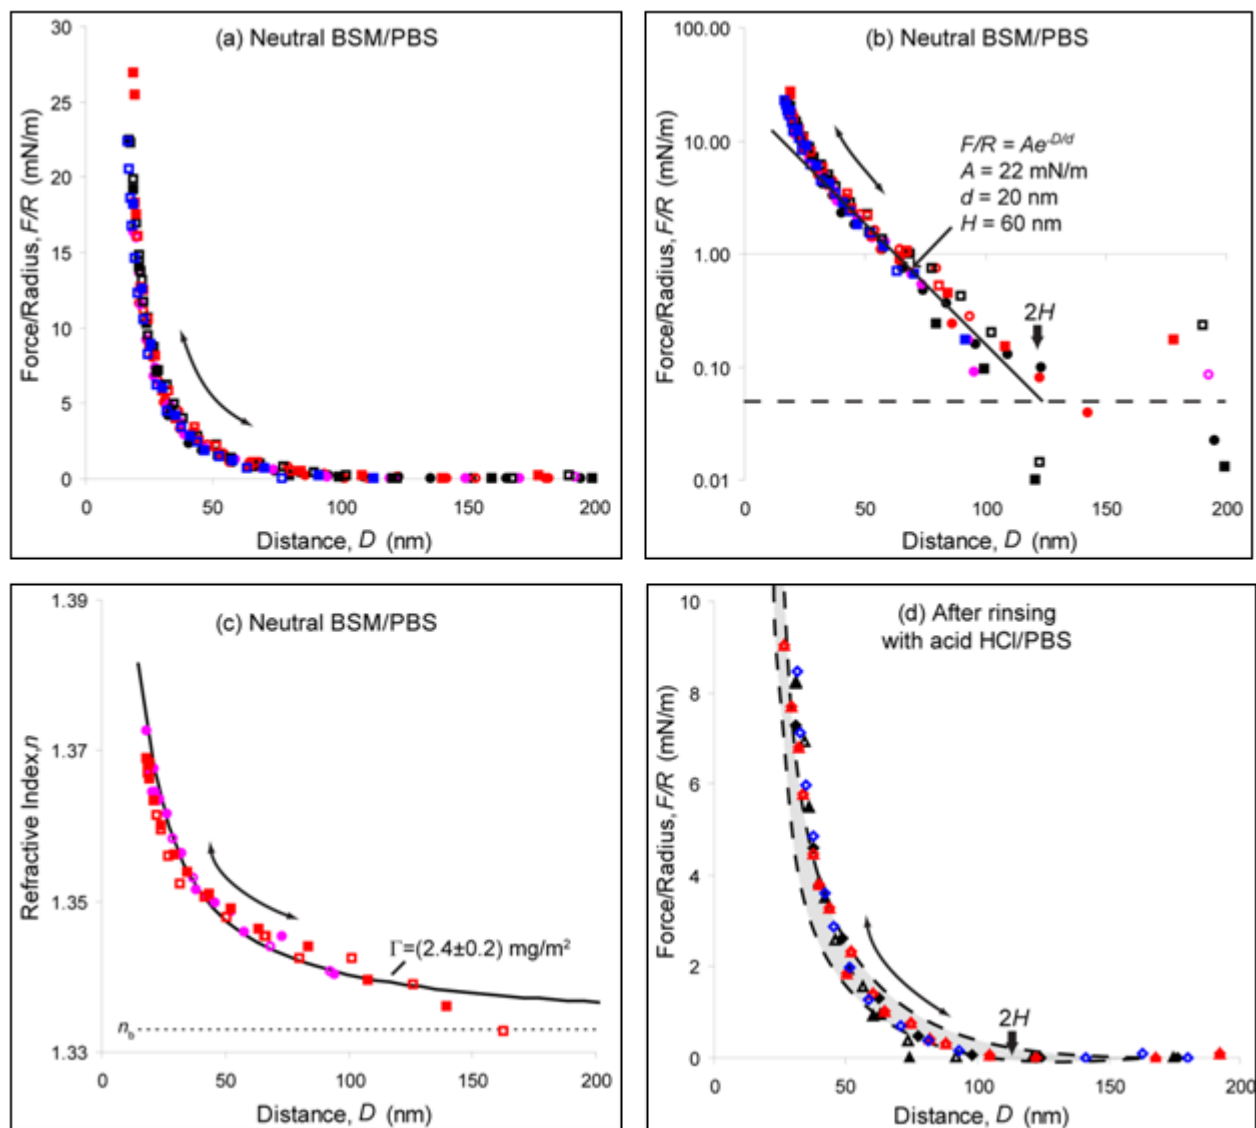 (a) Neutral BSM/PBS
Force/Radius, F/R (mN/m)
30
25
20
15
10
5
0
0
50
100
150
200
Distance, D (nm)
(b) Neutral BSM/PBS
Force/Radius, F/R (mN/m)
100.00
10.00
1.00
0.10
0.01
F/R = Ae-D/d
A = 22 mN/m
d = 20 nm
H = 60 nm
2H
0
50
100
150
200
Distance, D (nm)
(c) Neutral BSM/PBS
Refractive Index,n
1.39
1.37
1.35
1.33
Γ=(2.4±0.2) mg/m²
nb
0
50
100
150
200
Distance, D (nm)
(d) After rinsing
with acid HCl/PBS
Force/Radius, F/R (mN/m)
10
8
6
4
2
0
2H
0
50
100
150
200
Distance, D (nm)